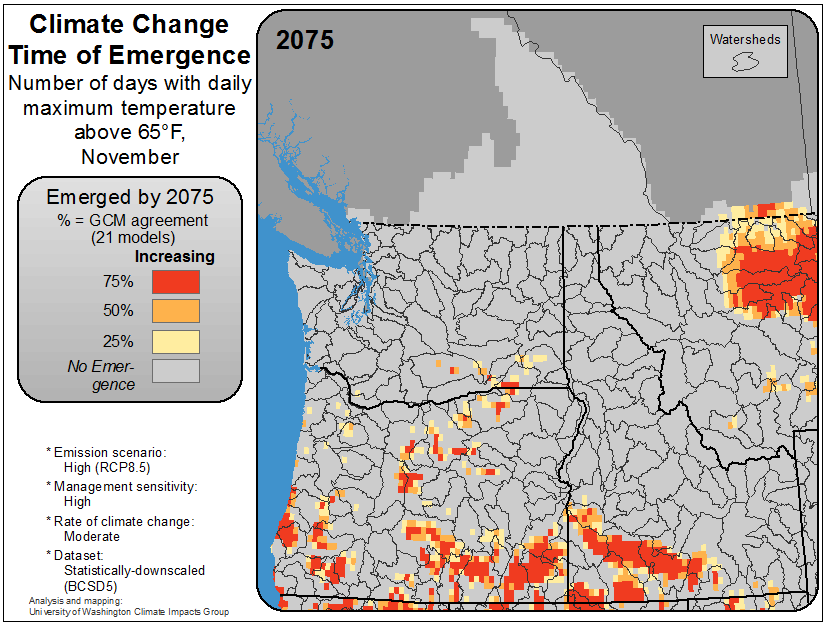 Climate Change
Time of Emergence
Number of days with daily
maximum temperature
above 65°F,
November
Emerged by 2075
% = GCM agreement
(21 models)
Increasing
75%
50%
25%
No Emer-
gence
* Emission scenario:
High (RCP8.5)
* Management sensitivity:
High
* Rate of climate change:
Moderate
* Dataset:
Statistically-downscaled
(BCSD5)
Analysis and mapping:
University of Washington Climate Impacts Group
2075
Watersheds